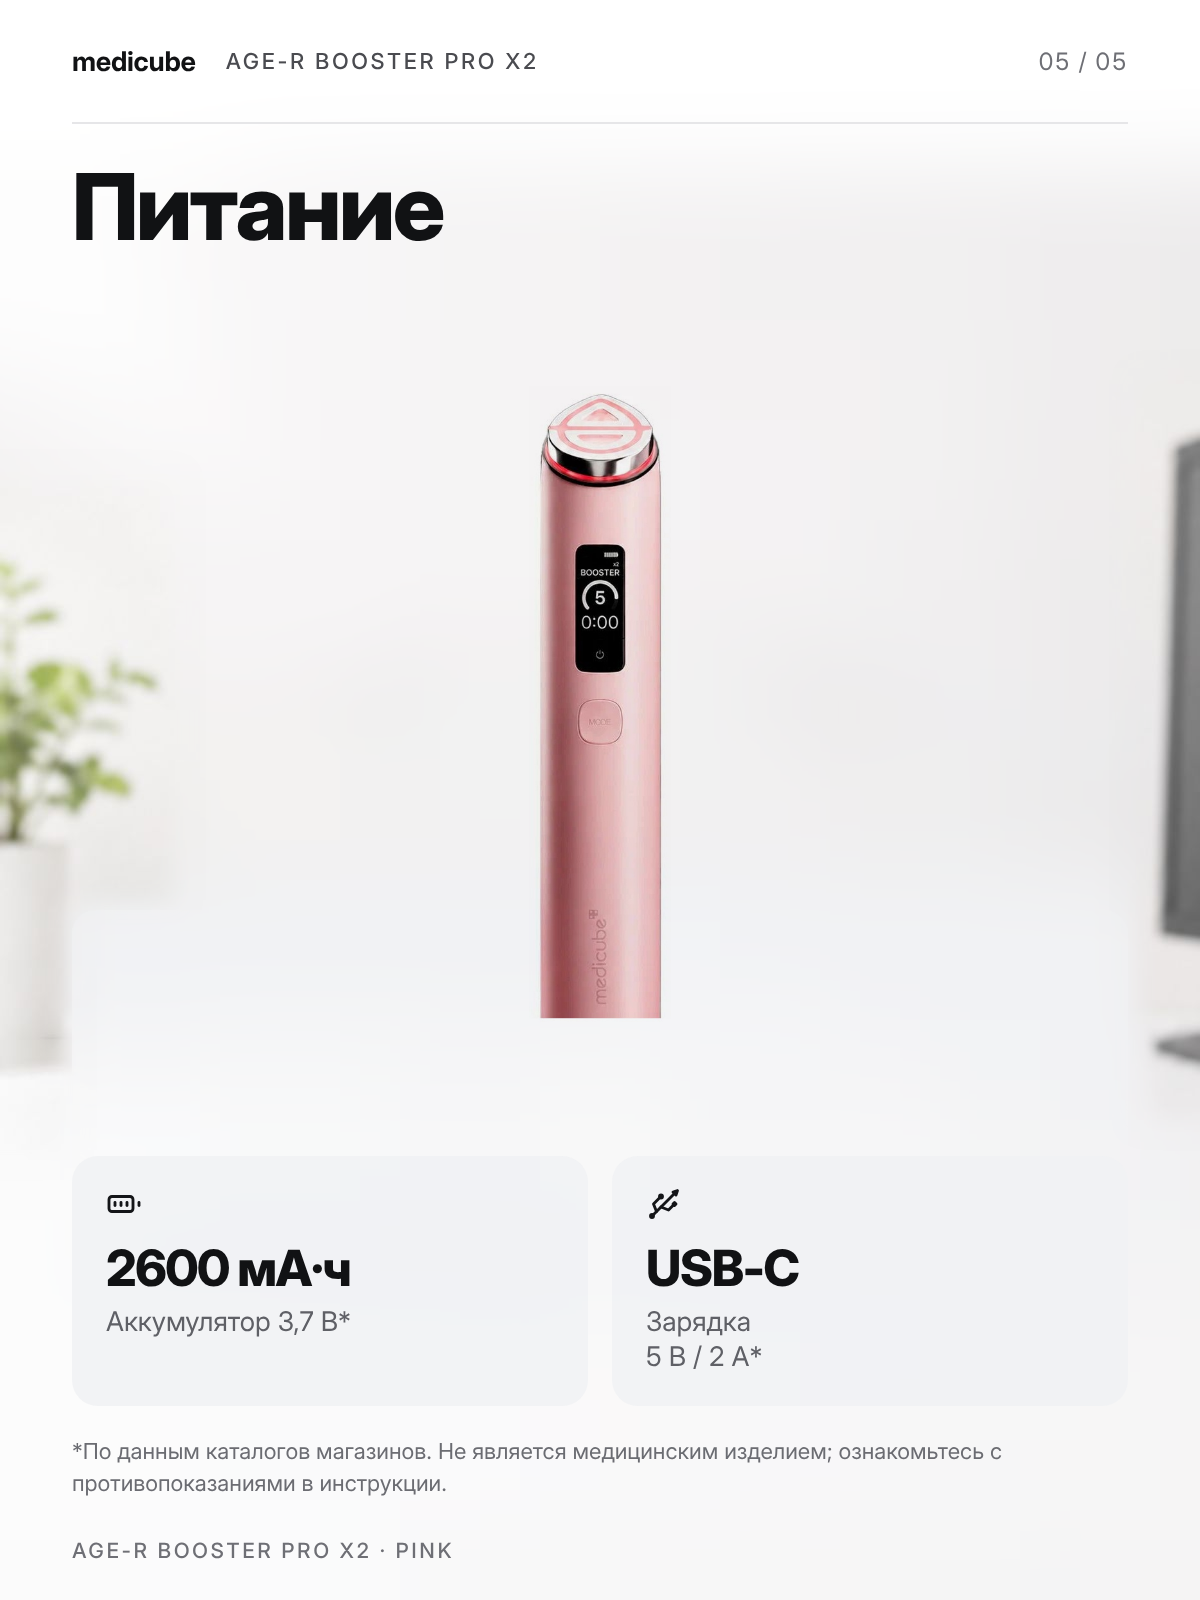 medicube AGE-R BOOSTER PRO X2 05 / 05
Питание
x2
BOOSTER
5
0:00
MODE
medicube
2600 мА·ч
Аккумулятор 3,7 В*
USB-C
Зарядка
5 В / 2 А*
*По данным каталогов магазинов. Не является медицинским изделием; ознакомьтесь с
противопоказаниями в инструкции.
AGE-R BOOSTER PRO X2 · PINK